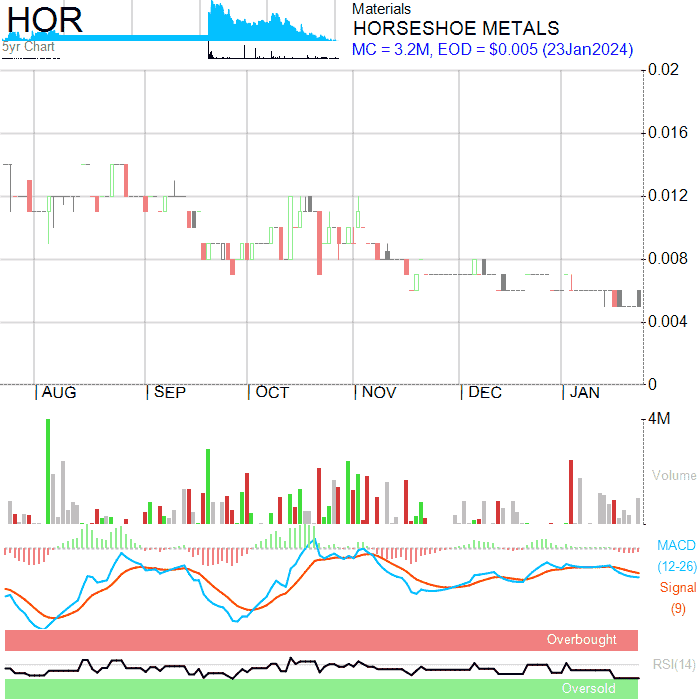 HOR
5yr Chart
Materials
HORSESHOE METALS
MC = 3.2M, EOD = $0.005 (23Jan2024)
0.02
0.016
0.012
0.008
0.004
0
AUG SEP OCT NOV DEC JAN
4M
Volume
MACD
(12-26)
Signal
(9)
Overbought
RSI(14)
Oversold